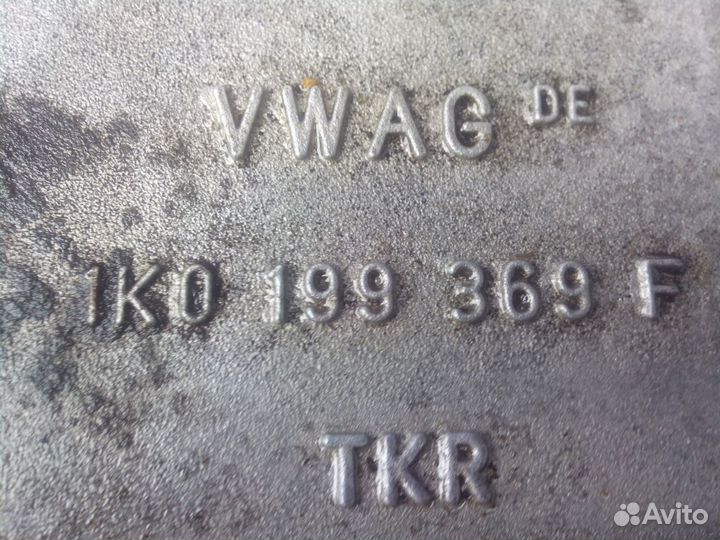 VWAG DE
1K0 199 369 F
TKR
Avito